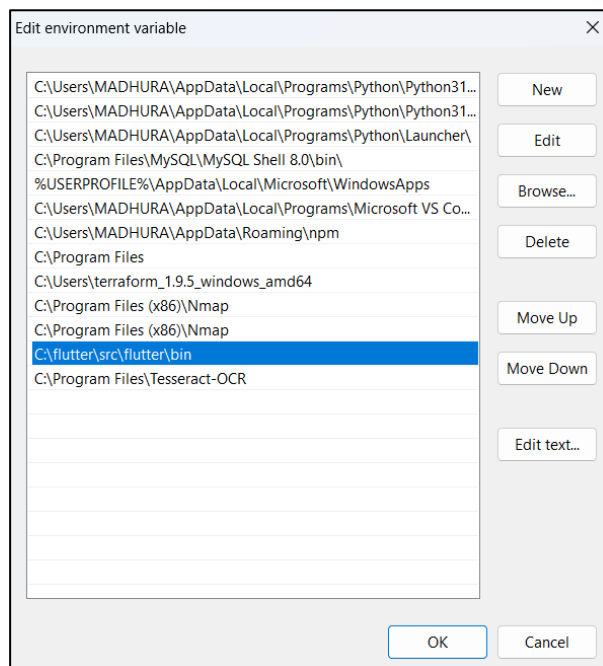 Edit environment variable
C:\Users\MADHURA\AppData\Local\Programs\Python\Python31...
C:\Users\MADHURA\AppData\Local\Programs\Python\Python31...
C:\Users\MADHURA\AppData\Local\Programs\Python\Launcher\
C:\Program Files\MySQL\MySQL Shell 8.0\bin\
%USERPROFILE%\AppData\Local\Microsoft\WindowsApps
C:\Users\MADHURA\AppData\Local\Programs\Microsoft VS Co...
C:\Users\MADHURA\AppData\Roaming\npm
C:\Program Files
C:\Users\terraform_1.9.5_windows_amd64
C:\Program Files (x86)\Nmap
C:\Program Files (x86)\Nmap
C:\flutter\src\flutter\bin
C:\Program Files\Tesseract-OCR
New
Edit
Browse...
Delete
Move Up
Move Down
Edit text...
OK
Cancel